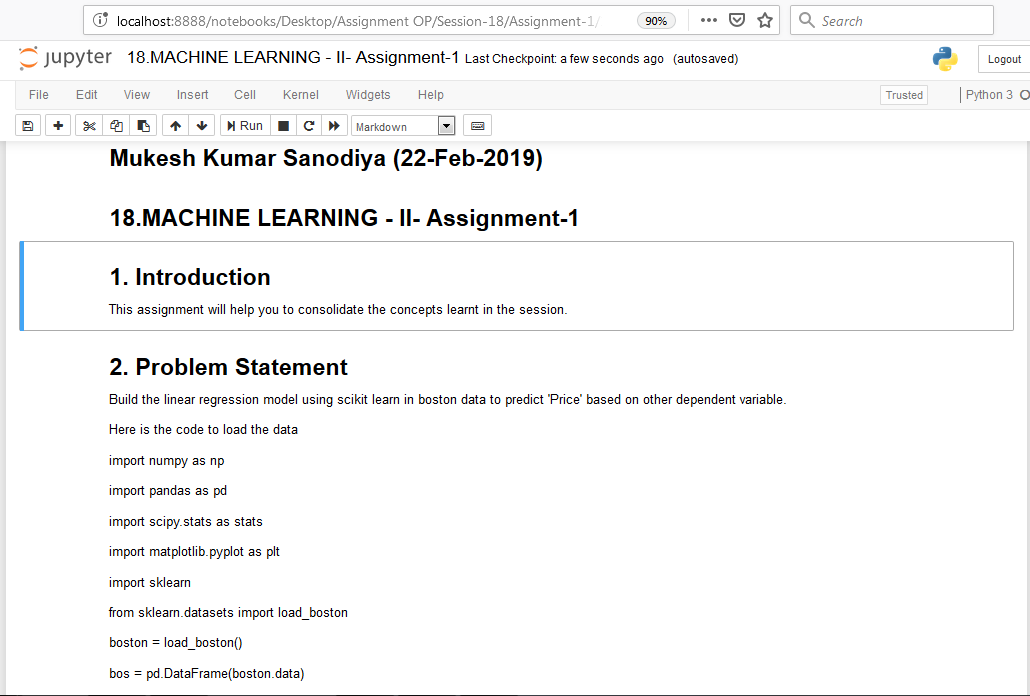 localhost:8888/notebooks/Desktop/Assignment OP/Session-18/Assignment-1/
90%
Search
jupyter 18.MACHINE LEARNING - II- Assignment-1 Last Checkpoint: a few seconds ago (autosaved)
Logout
File Edit View Insert Cell Kernel Widgets Help
Trusted
Python 3
Run
Markdown
Mukesh Kumar Sanodiya (22-Feb-2019)
18.MACHINE LEARNING - II- Assignment-1
1. Introduction
This assignment will help you to consolidate the concepts learnt in the session.
2. Problem Statement
Build the linear regression model using scikit learn in boston data to predict 'Price' based on other dependent variable.
Here is the code to load the data
import numpy as np
import pandas as pd
import scipy.stats as stats
import matplotlib.pyplot as plt
import sklearn
from sklearn.datasets import load_boston
boston = load_boston()
bos = pd.DataFrame(boston.data)